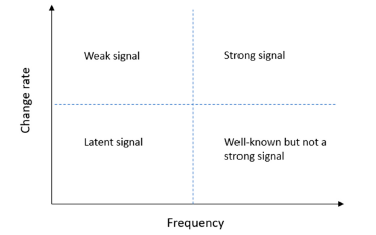 Weak signal
Strong signal
Change rate
Latent signal
Well-known but not a
strong signal
Frequency